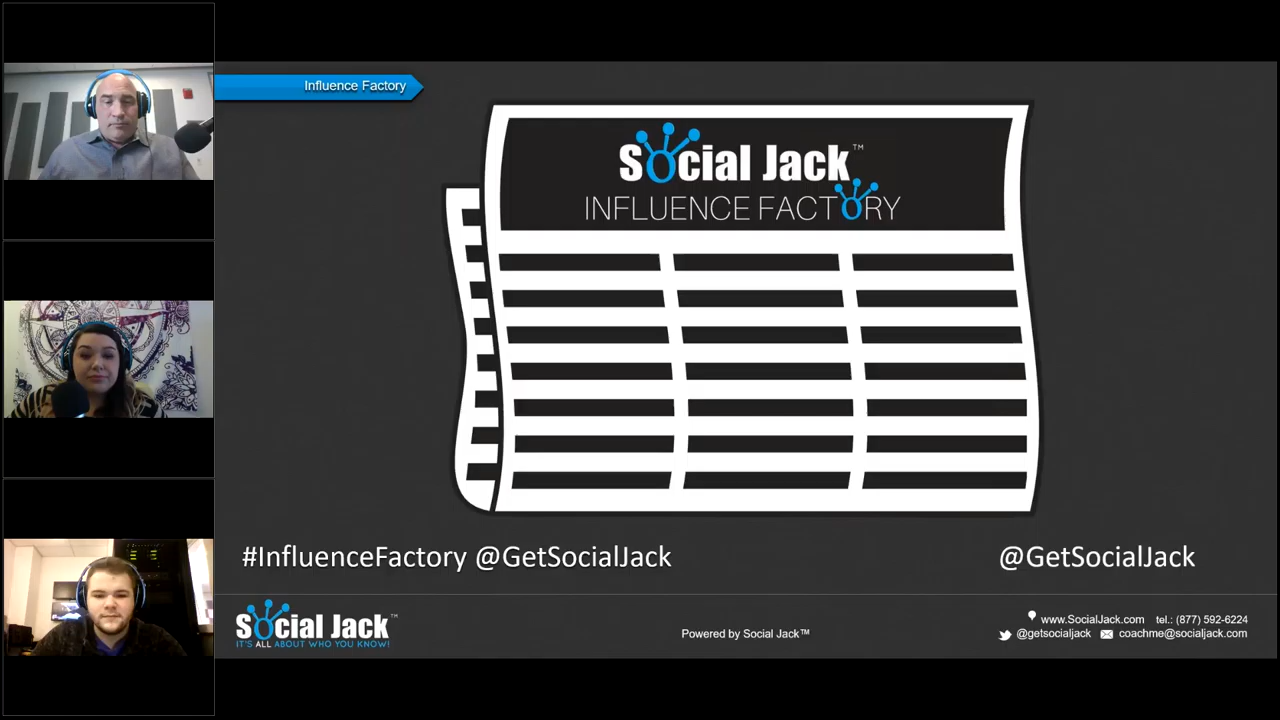 Influence Factory
Social Jack™
INFLUENCE FACTORY
#InfluenceFactory @GetSocialJack
@GetSocialJack
Social Jack™
IT'S ALL ABOUT WHO YOU KNOW!
Powered by Social Jack™
www.SocialJack.com tel.: (877) 592-6224
@getsocialjack coachme@socialjack.com